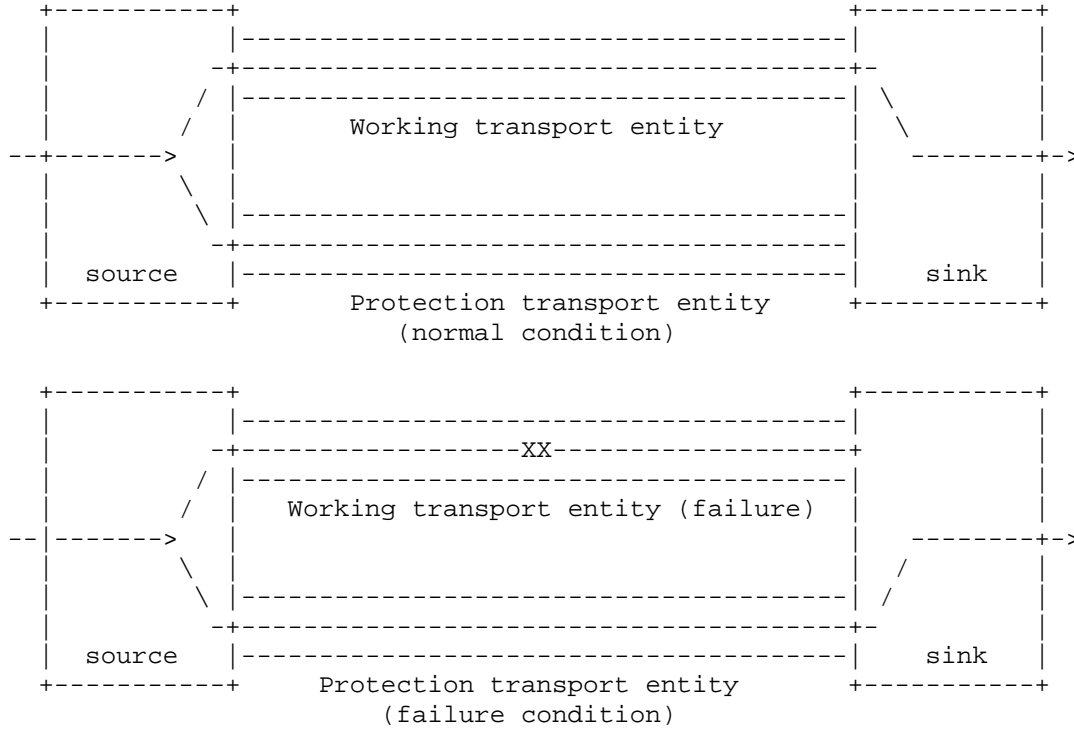 Working transport entity
source
sink
Protection transport entity
(normal condition)
XX
Working transport entity (failure)
source
sink
Protection transport entity
(failure condition)